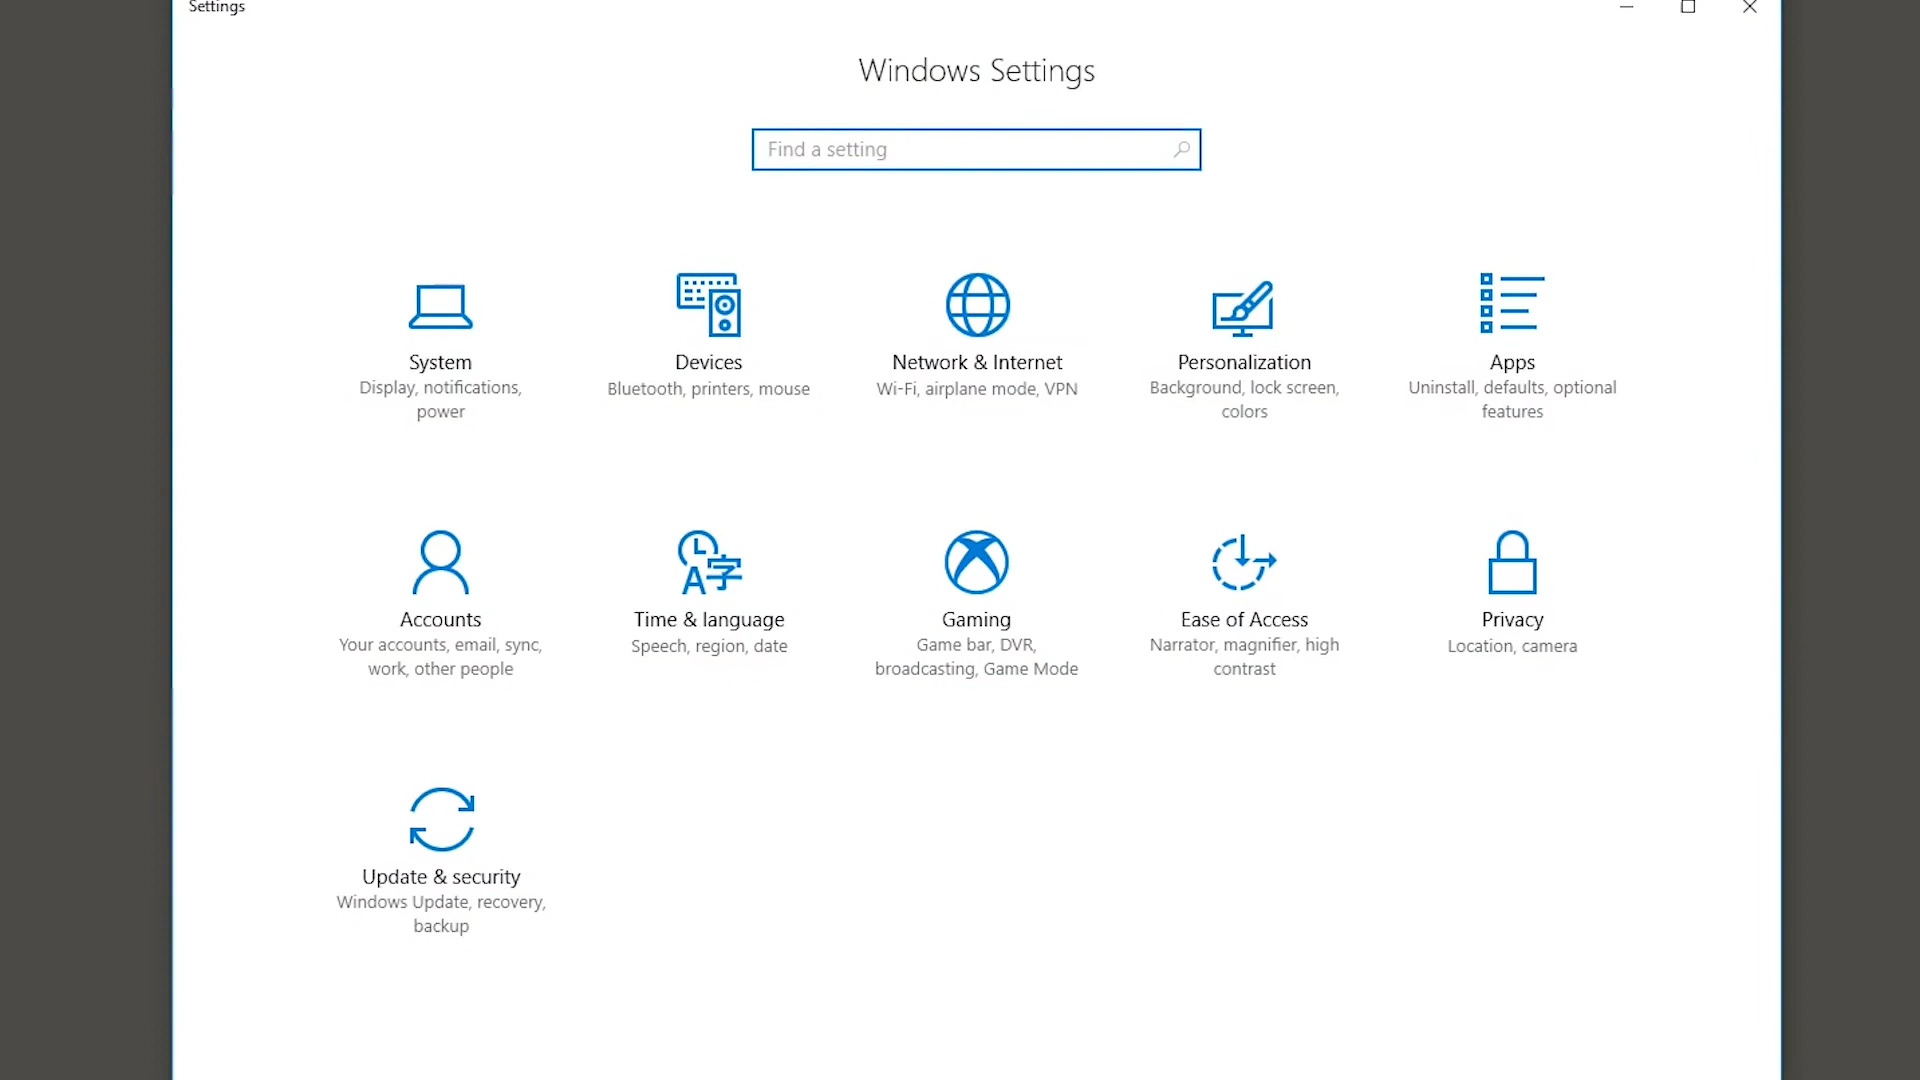 Settings
Windows Settings
Find a setting
System
Display, notifications,
power
Devices
Bluetooth, printers, mouse
Network & Internet
Wi-Fi, airplane mode, VPN
Personalization
Background, lock screen,
colors
Apps
Uninstall, defaults, optional
features
Accounts
Your accounts, email, sync,
work, other people
Time & language
Speech, region, date
Gaming
Game bar, DVR,
broadcasting, Game Mode
Ease of Access
Narrator, magnifier, high
contrast
Privacy
Location, camera
Update & security
Windows Update, recovery,
backup